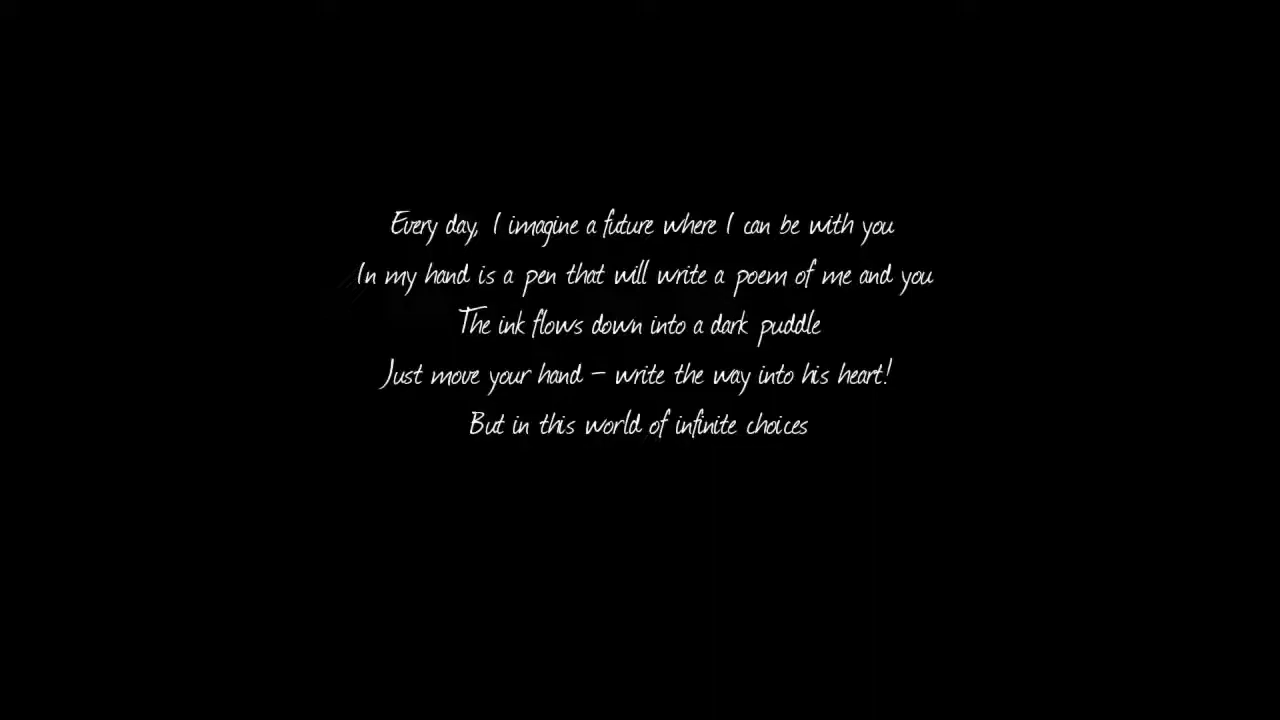 Every day, I imagine a future where I can be with you
In my hand is a pen that will write a poem of me and you
The ink flows down into a dark puddle
Just move your hand – write the way into his heart!
But in this world of infinite choices